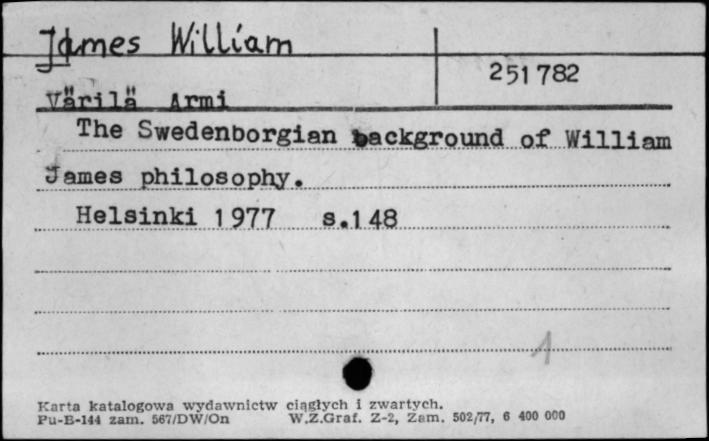 James William
251782
Värilä Armi
The Swedenborgian background of William
James philosophy.
Helsinki 1977 s.148
1
Karta katalogowa wydawnictw ciągłych i zwartych.
Pu-B-144 zam. 567/DW/On W.Z.Graf. Z-2, Zam. 502/77, 6 400 000